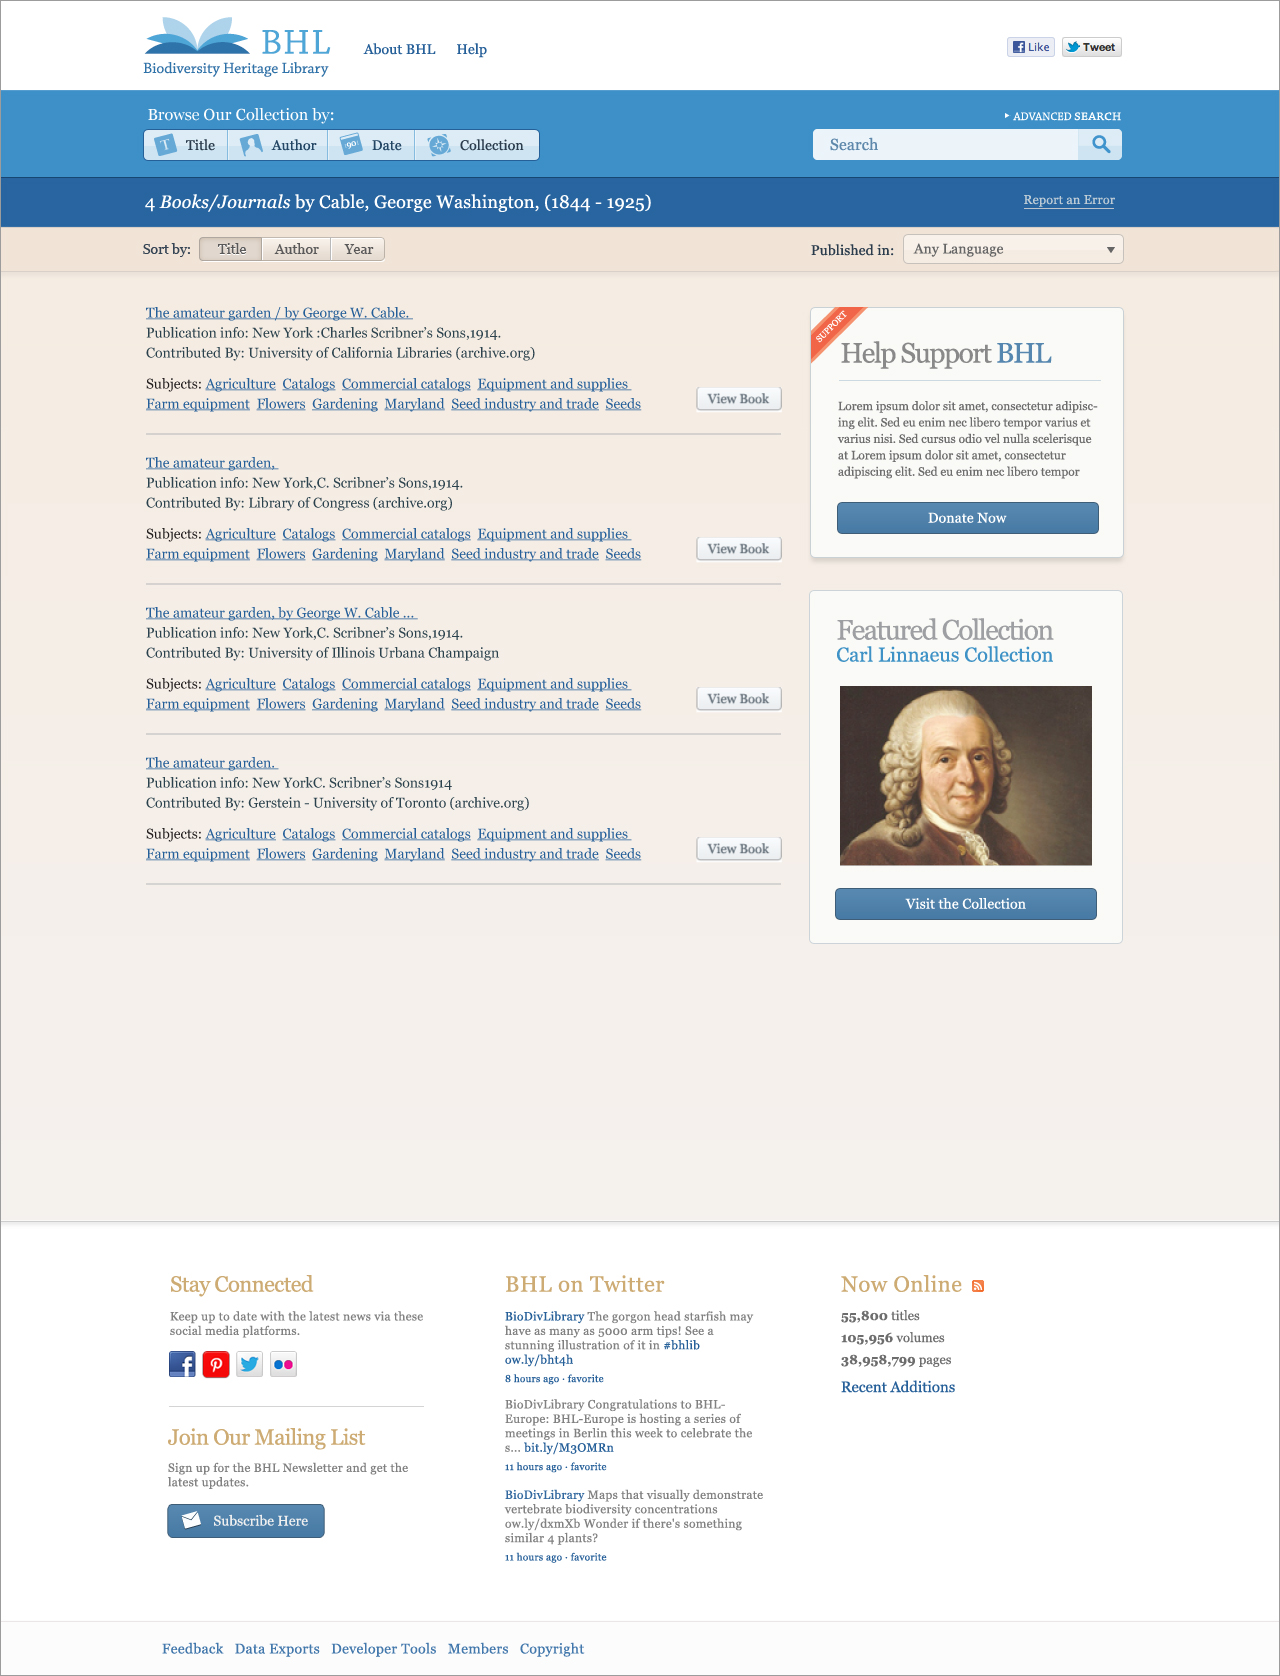 BHL
Biodiversity Heritage Library
About BHL Help
Like Tweet
Browse Our Collection by:
ADVANCED SEARCH
T Title Author 90 Date Collection
Search
4 Books/Journals by Cable, George Washington, (1844 - 1925)
Report an Error
Sort by: Title Author Year
Published in: Any Language
The amateur garden / by George W. Cable.
Publication info: New York :Charles Scribner's Sons,1914.
Contributed By: University of California Libraries (archive.org)
Subjects: Agriculture Catalogs Commercial catalogs Equipment and supplies
Farm equipment Flowers Gardening Maryland Seed industry and trade Seeds
View Book
The amateur garden,
Publication info: New York,C. Scribner's Sons,1914.
Contributed By: Library of Congress (archive.org)
Subjects: Agriculture Catalogs Commercial catalogs Equipment and supplies
Farm equipment Flowers Gardening Maryland Seed industry and trade Seeds
View Book
The amateur garden, by George W. Cable ...
Publication info: New York,C. Scribner's Sons,1914.
Contributed By: University of Illinois Urbana Champaign
Subjects: Agriculture Catalogs Commercial catalogs Equipment and supplies
Farm equipment Flowers Gardening Maryland Seed industry and trade Seeds
View Book
The amateur garden.
Publication info: New YorkC. Scribner's Sons1914
Contributed By: Gerstein - University of Toronto (archive.org)
Subjects: Agriculture Catalogs Commercial catalogs Equipment and supplies
Farm equipment Flowers Gardening Maryland Seed industry and trade Seeds
View Book
SUPPORT
Help Support BHL
Lorem ipsum dolor sit amet, consectetur adipisc-
ing elit. Sed eu enim nec libero tempor varius et
varius nisi. Sed cursus odio vel nulla scelerisque
at Lorem ipsum dolor sit amet, consectetur
adipiscing elit. Sed eu enim nec libero tempor
Donate Now
Featured Collection
Carl Linnaeus Collection
Visit the Collection
Stay Connected
Keep up to date with the latest news via these
social media platforms.
Join Our Mailing List
Sign up for the BHL Newsletter and get the
latest updates.
Subscribe Here
BHL on Twitter
BioDivLibrary The gorgon head starfish may
have as many as 5000 arm tips! See a
stunning illustration of it in #bhlib
ow.ly/bht4h
8 hours ago · favorite
BioDivLibrary Congratulations to BHL-
Europe: BHL-Europe is hosting a series of
meetings in Berlin this week to celebrate the
s... bit.ly/M3OMRn
11 hours ago · favorite
BioDivLibrary Maps that visually demonstrate
vertebrate biodiversity concentrations
ow.ly/dxmXb Wonder if there's something
similar 4 plants?
11 hours ago · favorite
Now Online
55,800 titles
105,956 volumes
38,958,799 pages
Recent Additions
Feedback Data Exports Developer Tools Members Copyright